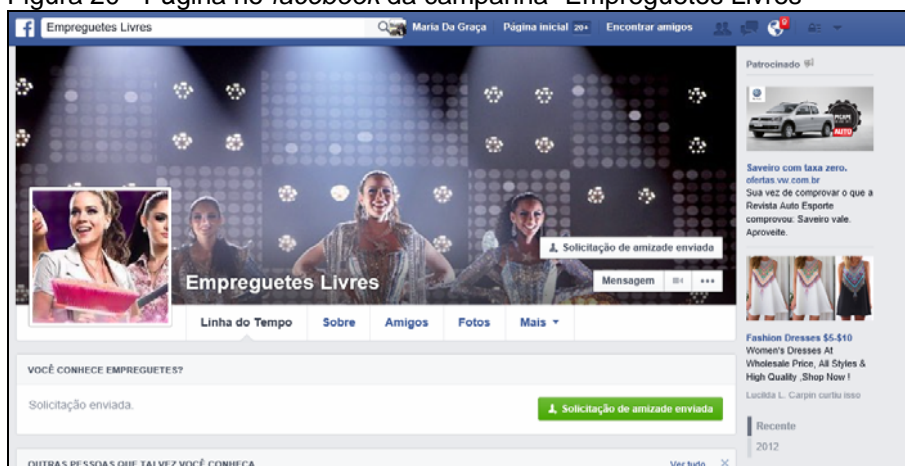 Figura 20 - Página no facebook da campanha "Empreguetes Livres"
Empreguetes Livres
Maria Da Graça
Página inicial 20+
Encontrar amigos
Solicitação de amizade enviada
Empreguetes Livres
Mensagem
Linha do Tempo
Sobre
Amigos
Fotos
Mais
VOCÊ CONHECE EMPREGUETES?
Solicitação enviada.
Solicitação de amizade enviada
OUTRAS PESSOAS QUE TALVEZ VOCÊ CONHEÇA
Ver tudo
Patrocinado
Saveiro com taxa zero.
ofertas.vw.com.br
Sua vez de comprovar o que a
Revista Auto Esporte
comprovou: Saveiro vale.
Aproveite.
Fashion Dresses $5-$10
Women's Dresses At
Wholesale Price, All Styles &
High Quality ,Shop Now !
Lucilda L. Carpin curtiu isso
Recente
2012